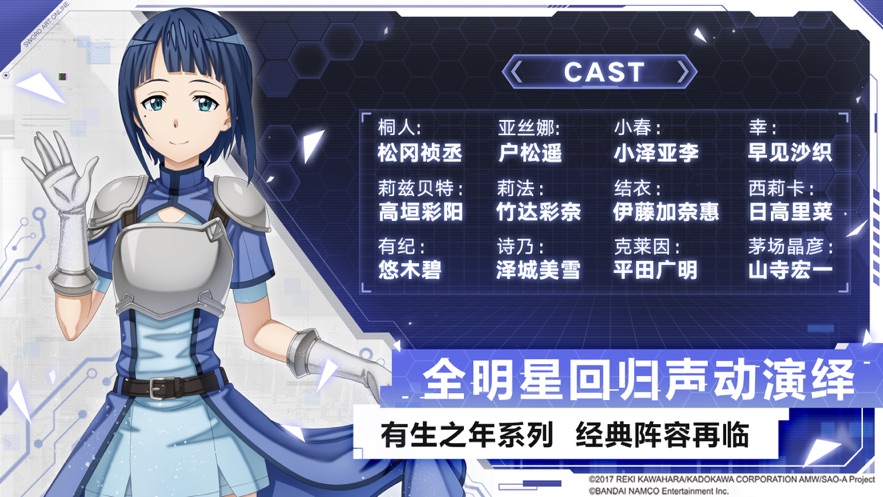 SWORD ART ONLINE
CAST
桐人: 亚丝娜: 小春: 幸:
松冈祯丞 户松遥 小泽亚李 早见沙织
莉兹贝特: 莉法: 结衣: 西莉卡:
高垣彩阳 竹达彩奈 伊藤加奈惠 日高里菜
有纪: 诗乃: 克莱因: 茅场晶彦:
悠木碧 泽城美雪 平田广明 山寺宏一
全明星回归声动演绎
有生之年系列 经典阵容再临
©2017 REKI KAWAHARA/KADOKAWA CORPORATION AMW/SAO-A Project
©BANDAI NAMCO Entertainment Inc.